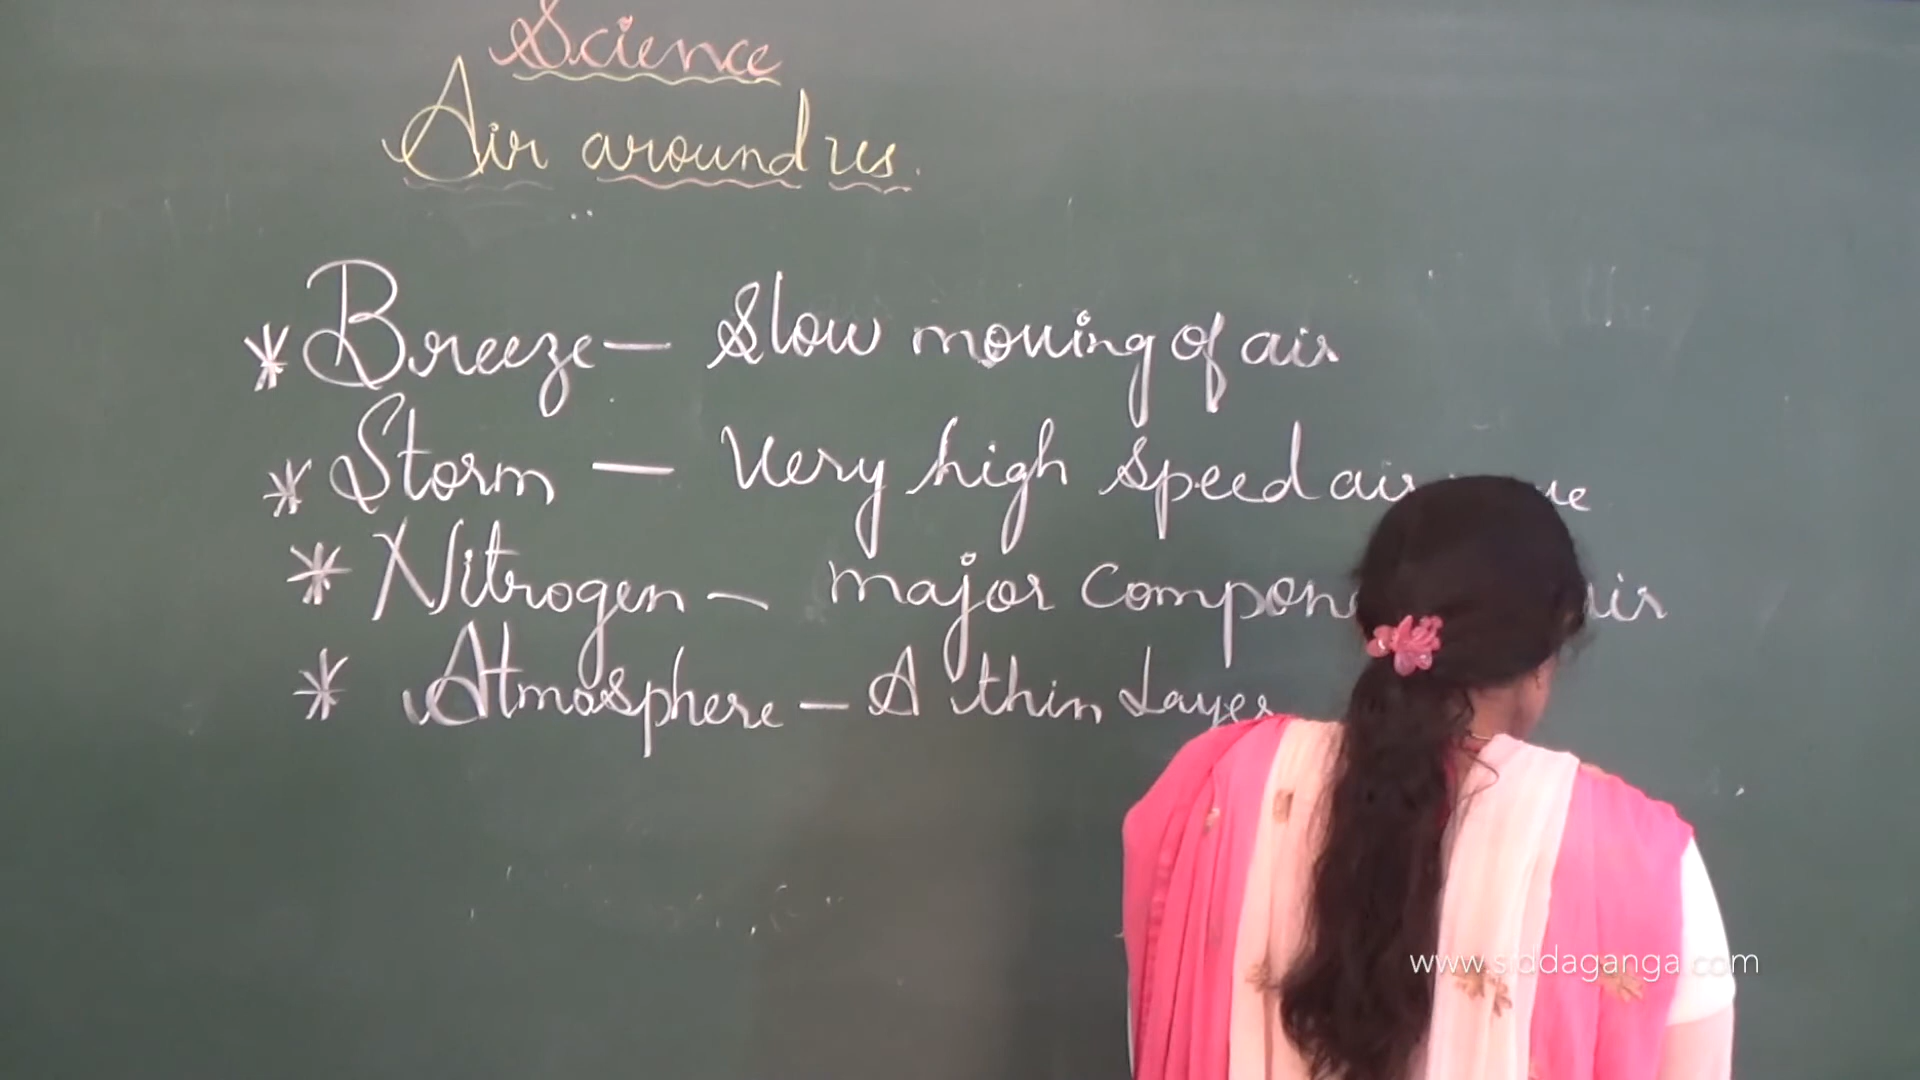 Science
Air around us.
* Breeze — Slow moving of air
* Storm — Very high speed air
* Nitrogen — major air
* Atmosphere — A thin Layer
www.siddaganga.com